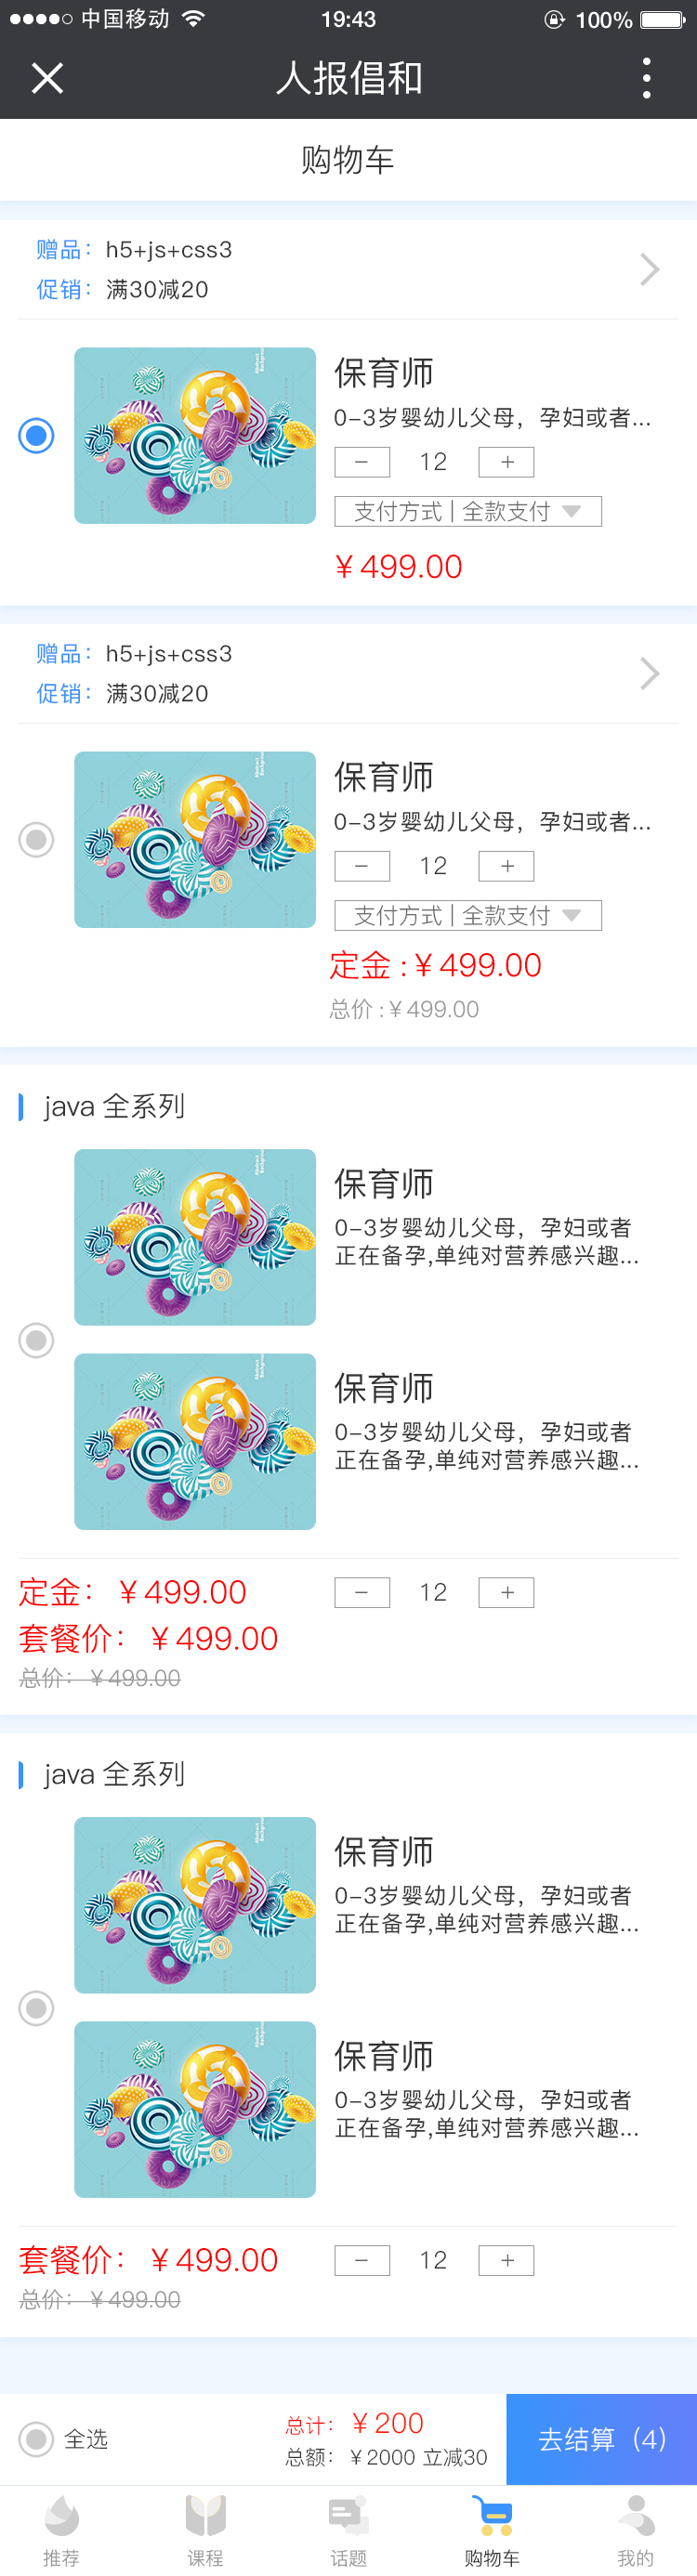 中国移动 19:43 100%
人报倡和
购物车
赠品：h5+js+css3
促销：满30减20
保育师
0-3岁婴幼儿父母，孕妇或者...
− 12 +
支付方式 | 全款支付
￥499.00
赠品：h5+js+css3
促销：满30减20
保育师
0-3岁婴幼儿父母，孕妇或者...
− 12 +
支付方式 | 全款支付
定金 :￥499.00
总价 :￥499.00
java 全系列
保育师
0-3岁婴幼儿父母，孕妇或者
正在备孕,单纯对营养感兴趣...
保育师
0-3岁婴幼儿父母，孕妇或者
正在备孕,单纯对营养感兴趣...
定金：￥499.00 − 12 +
套餐价：￥499.00
总价：￥499.00
java 全系列
保育师
0-3岁婴幼儿父母，孕妇或者
正在备孕,单纯对营养感兴趣...
保育师
0-3岁婴幼儿父母，孕妇或者
正在备孕,单纯对营养感兴趣...
套餐价：￥499.00 − 12 +
总价：￥499.00
全选
总计：￥200
总额：￥2000 立减30
去结算（4）
推荐 课程 话题 购物车 我的